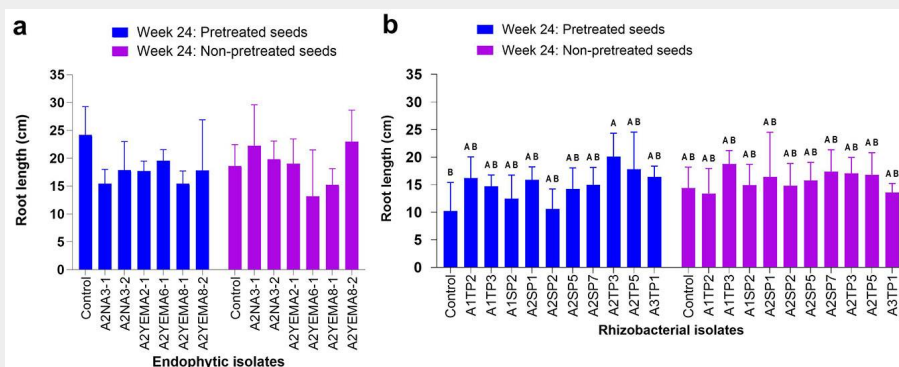 a
Week 24: Pretreated seeds
Week 24: Non-pretreated seeds
Root length (cm)
35
30
25
20
15
10
5
0
Control
A2NA3-1
A2NA3-2
A2YEMA2-1
A2YEMA6-1
A2YEMA8-1
A2YEMA8-2
Control
A2NA3-1
A2NA3-2
A2YEMA2-1
A2YEMA6-1
A2YEMA8-1
A2YEMA8-2
Endophytic isolates
b
Week 24: Pretreated seeds
Week 24: Non-pretreated seeds
Root length (cm)
35
30
25
20
15
10
5
0
B
A B
A B
A B
A B
A B
A B
A B
A
A B
A B
A B
A B
A B
A B
A B
A B
A B
A B
A B
A B
A B
Control
A1TP2
A1TP3
A1SP2
A2SP1
A2SP2
A2SP5
A2SP7
A2TP3
A2TP5
A3TP1
Control
A1TP2
A1TP3
A1SP2
A2SP1
A2SP2
A2SP5
A2SP7
A2TP3
A2TP5
A3TP1
Rhizobacterial isolates